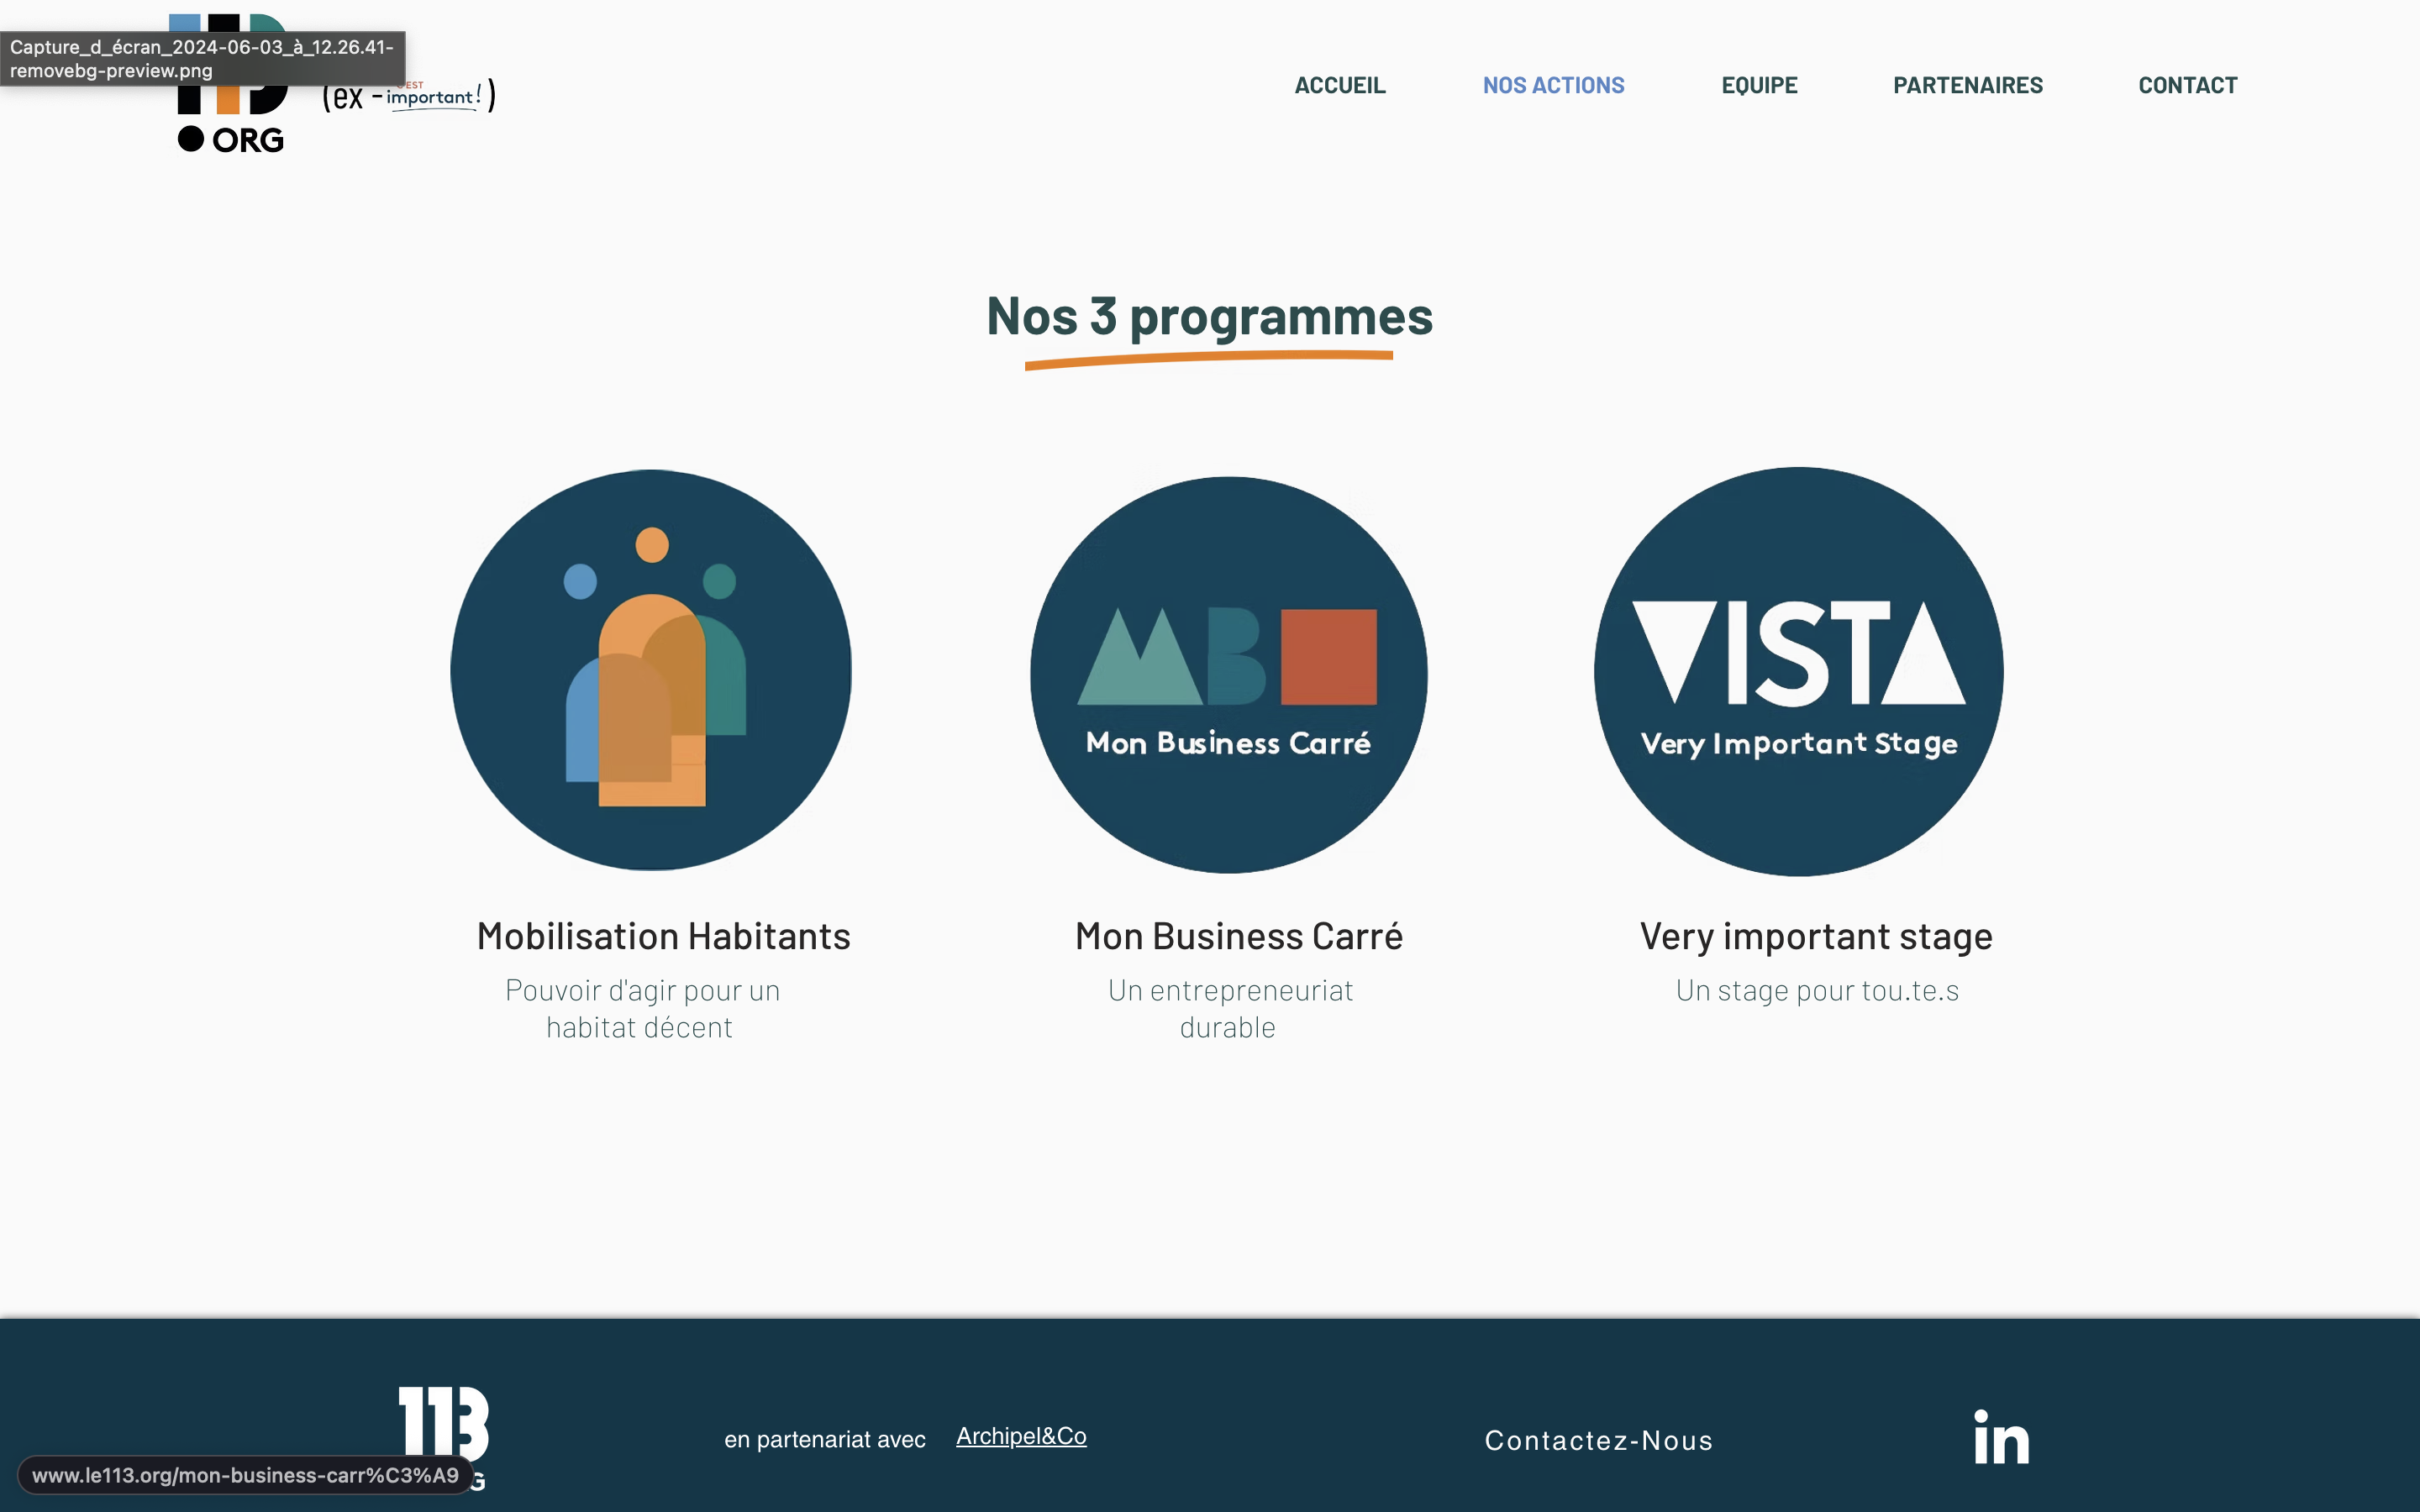 Capture_d_écran_2024-06-03_à_12.26.41-
removebg-preview.png
(ex - important! )
ORG
ACCUEIL
NOS ACTIONS
EQUIPE
PARTENAIRES
CONTACT
Nos 3 programmes
MB
Mon Business Carré
VISTA
Very Important Stage
Mobilisation Habitants
Pouvoir d'agir pour un
habitat décent
Mon Business Carré
Un entrepreneuriat
durable
Very important stage
Un stage pour tou.te.s
113
en partenariat avec
Archipel&Co
Contactez-Nous
in
www.le113.org/mon-business-carr%C3%A9